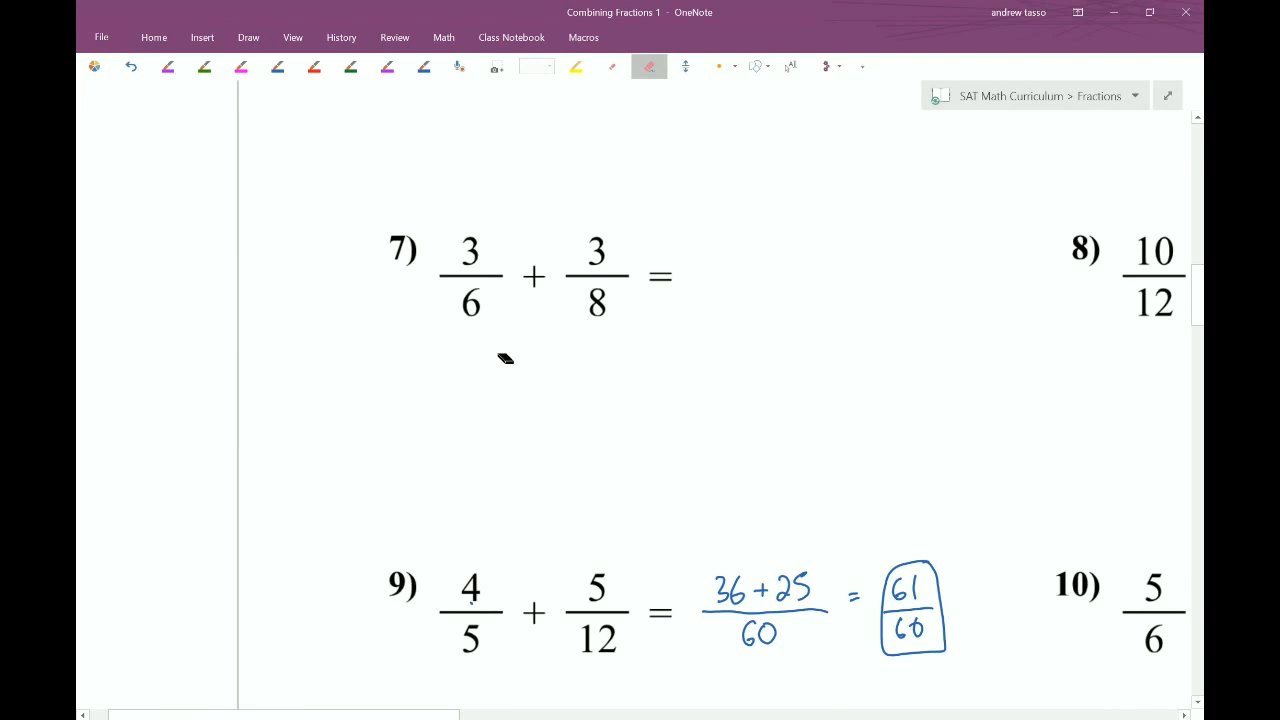 Combining Fractions 1 - OneNote
andrew tasso
File Home Insert Draw View History Review Math Class Notebook Macros
SAT Math Curriculum > Fractions
7) 3/6 + 3/8 =
8) 10/12
9) 4/5 + 5/12 = 36+25/60 = 61/60
10) 5/6